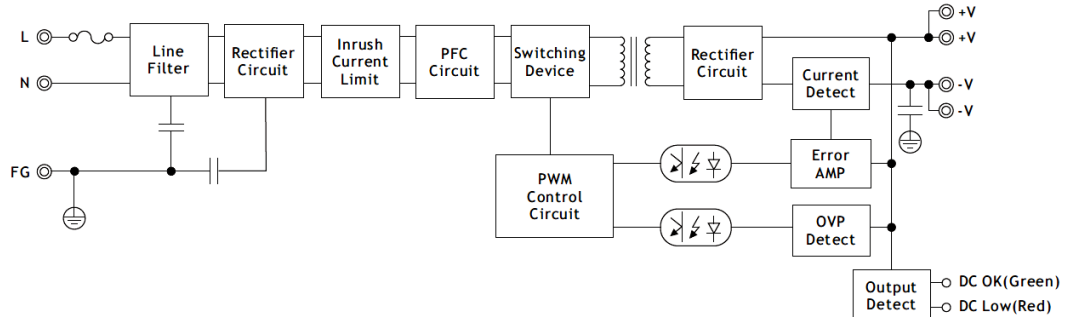 +V
L
Line
Filter
Rectifier
Circuit
Inrush
Current
Limit
PFC
Circuit
Switching
Device
Rectifier
Circuit
+V
N
Current
Detect
-V
-V
FG
PWM
Control
Circuit
Error
AMP
OVP
Detect
Output
Detect
DC OK(Green)
DC Low(Red)